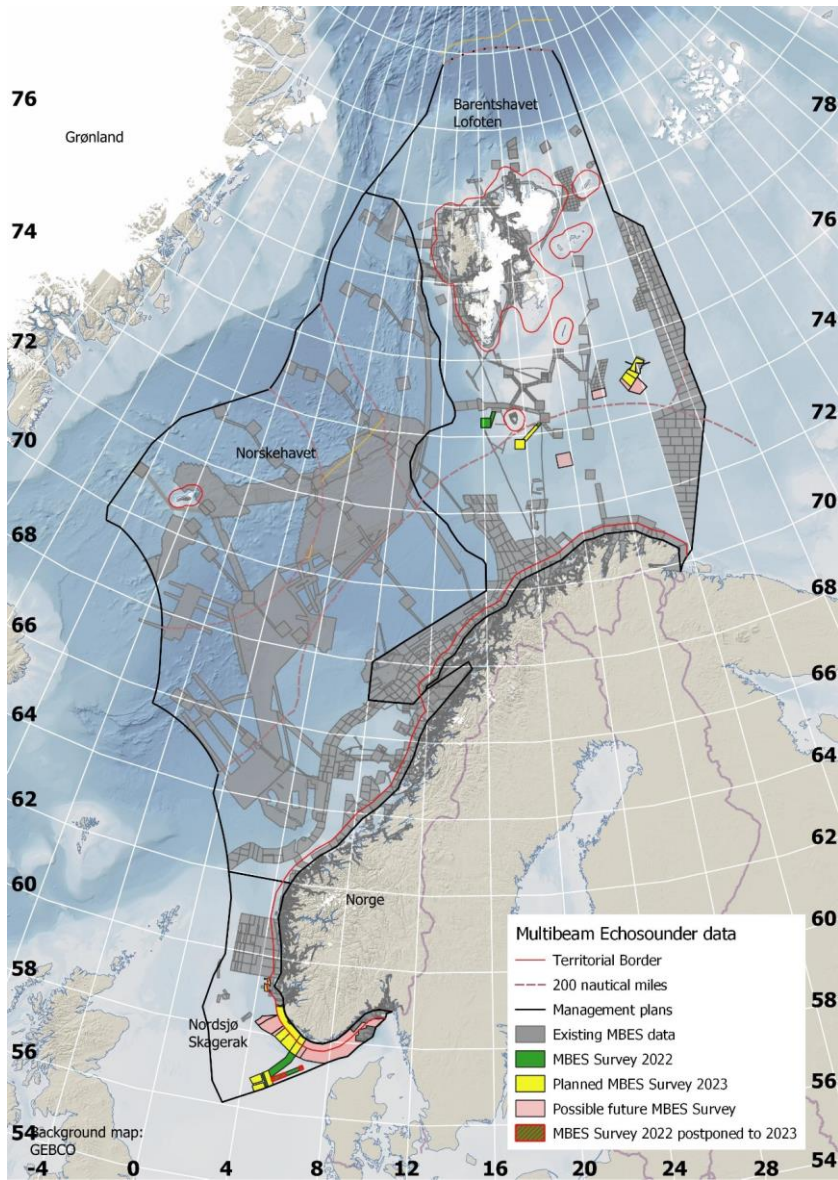 76
78
Barentshavet
Lofoten
Grønland
74
76
72
74
70
72
Norskehavet
68
70
66
68
64
66
62
64
60
62
Norge
58
60
Nordsjø
Skagerak
56
58
54
56
Background map:
GEBCO
54
-4
0
4
8
12
16
20
24
28
Multibeam Echosounder data
Territorial Border
200 nautical miles
Management plans
Existing MBES data
MBES Survey 2022
Planned MBES Survey 2023
Possible future MBES Survey
MBES Survey 2022 postponed to 2023